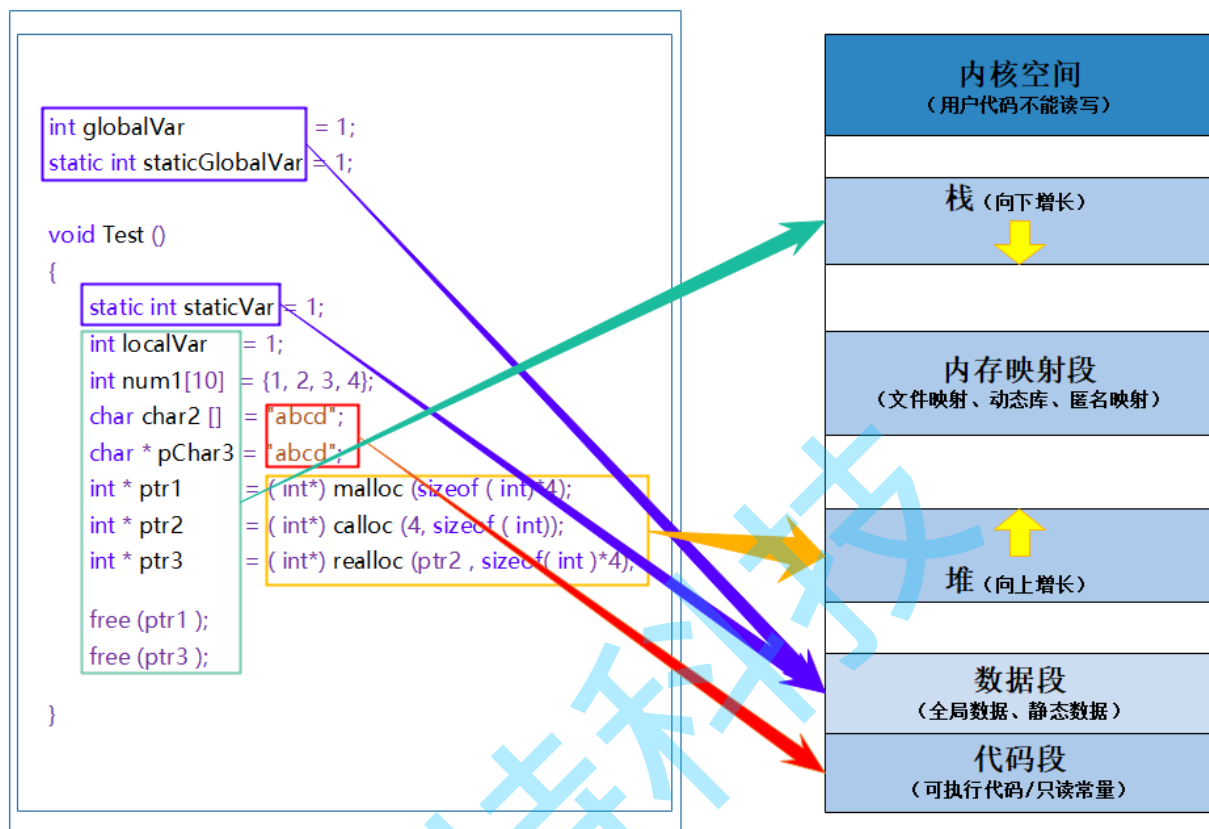 int globalVar = 1;
static int staticGlobalVar = 1;
void Test ()
{
static int staticVar = 1;
int localVar = 1;
int num1[10] = {1, 2, 3, 4};
char char2 [] = "abcd";
char * pChar3 = "abcd";
int * ptr1 = ( int*) malloc (sizeof ( int)*4);
int * ptr2 = ( int*) calloc (4, sizeof ( int));
int * ptr3 = ( int*) realloc (ptr2 , sizeof( int )*4);
free (ptr1 );
free (ptr3 );
}
内核空间
（用户代码不能读写）
栈（向下增长）
内存映射段
（文件映射、动态库、匿名映射）
堆（向上增长）
数据段
（全局数据、静态数据）
代码段
（可执行代码/只读常量）
特科技